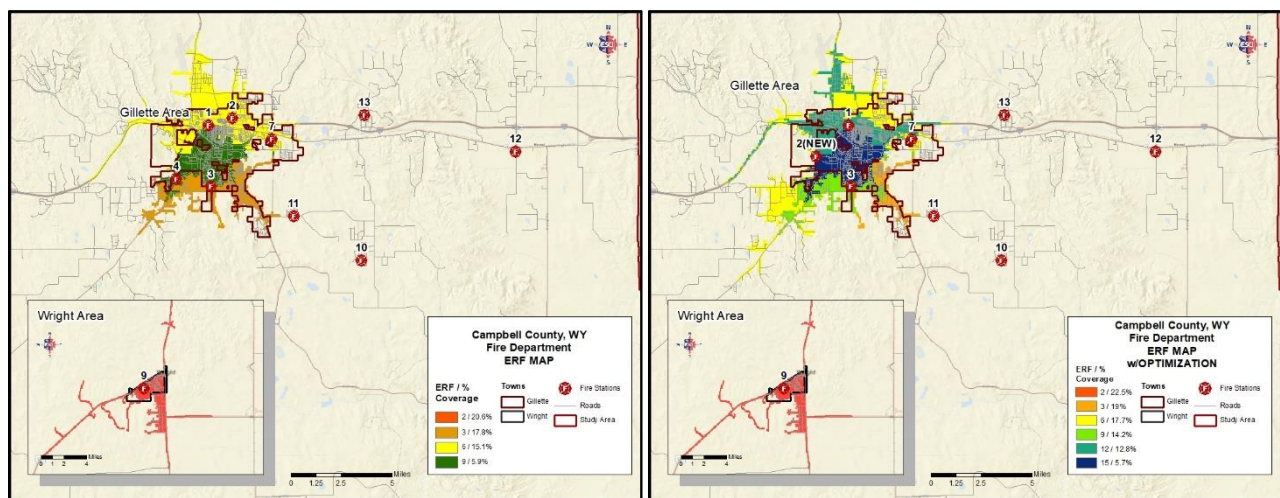 N
W E
S
Gillette Area
1
2
13
7
12
4
3
11
10
Wright Area
9
0 1 2 4
Miles
Campbell County, WY
Fire Department
ERF MAP
ERF / %
Coverage
2 / 20.6%
3 / 17.8%
6 / 15.1%
9 / 5.9%
Towns
Gillette
Wright
Fire Stations
Roads
Study Area
0 1.25 2.5 5
Miles
N
W E
S
Gillette Area
1
13
7
12
2(NEW)
3
11
10
Wright Area
9
0 1 2 4
Miles
Campbell County, WY
Fire Department
ERF MAP
w/OPTIMIZATION
ERF / %
Coverage
2 / 22.5%
3 / 19%
6 / 17.7%
9 / 14.2%
12 / 12.8%
15 / 5.7%
Towns
Gillette
Wright
Fire Stations
Roads
Study Area
0 1.25 2.5 5
Miles